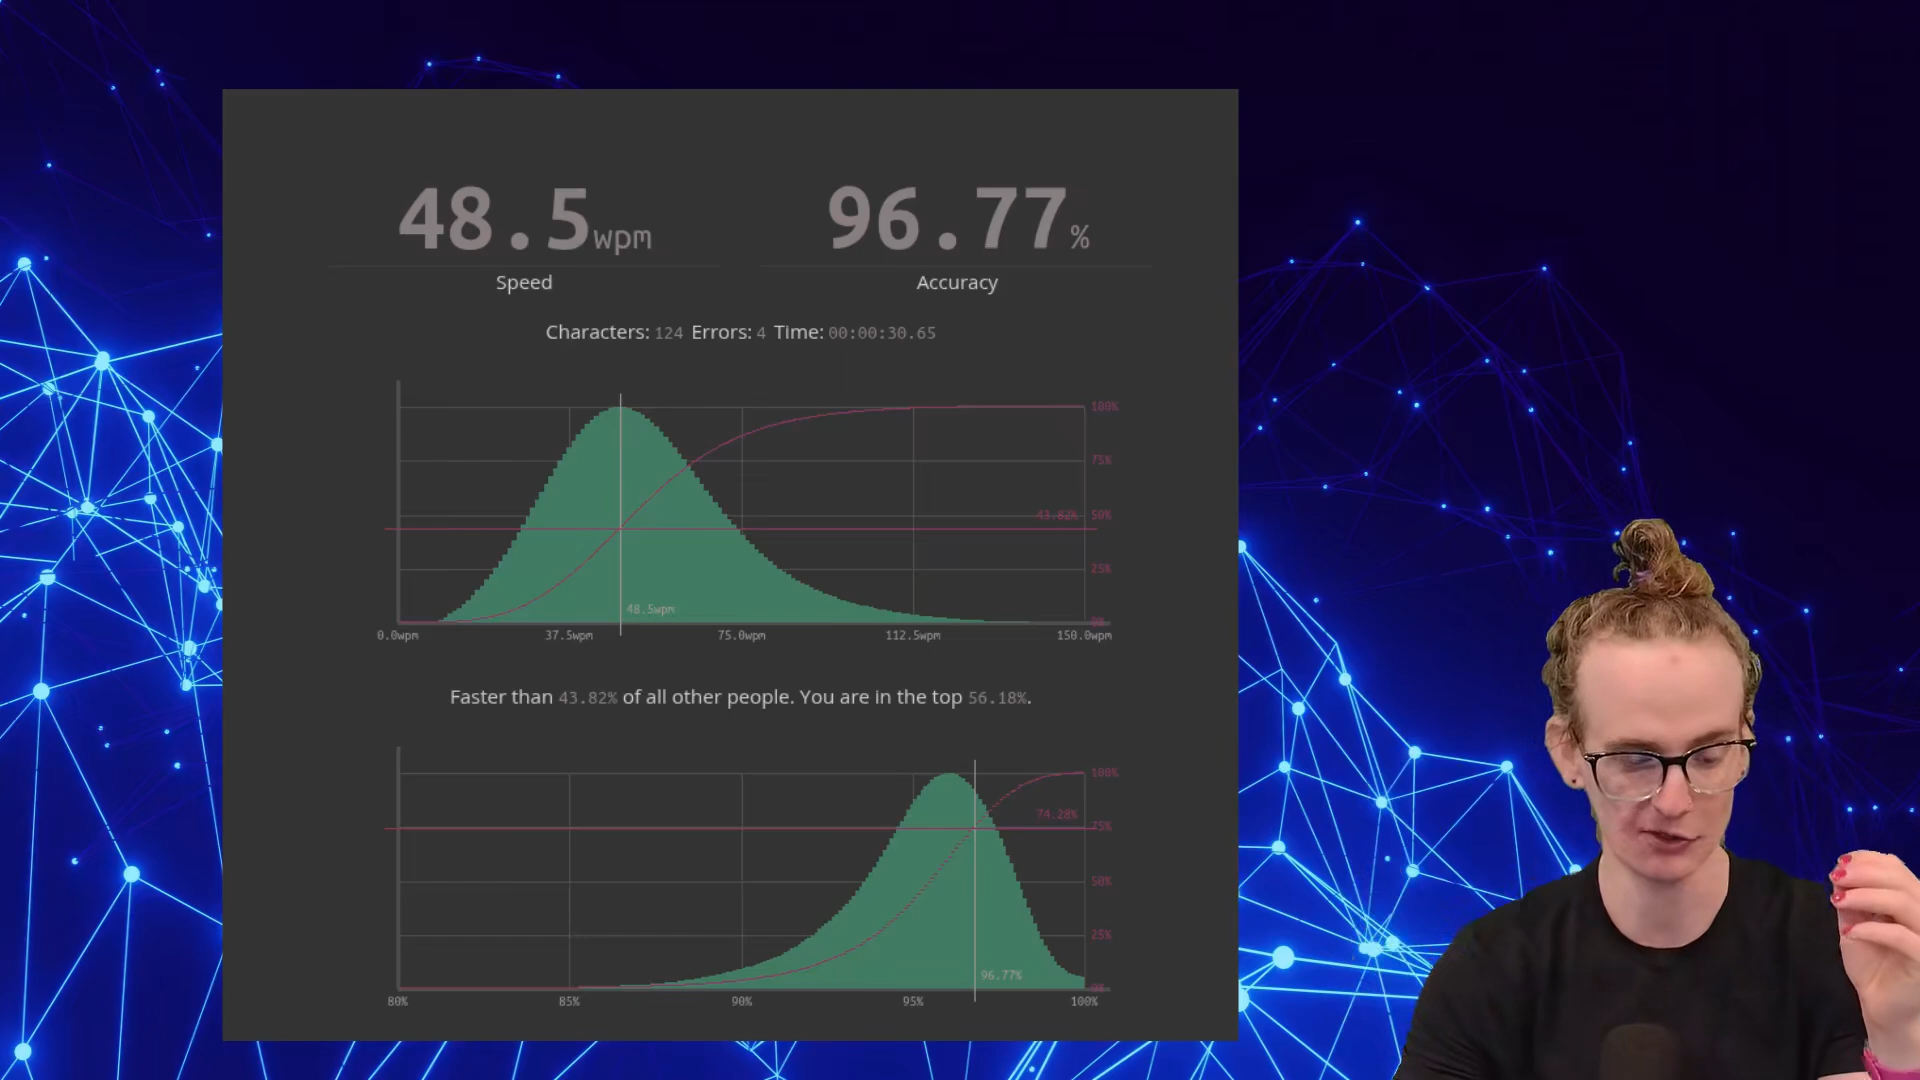 48.5wpm 96.77%
Speed Accuracy
Characters: 124 Errors: 4 Time: 00:00:30.65
100%
75%
43.82% 50%
25%
48.5wpm
0%
0.0wpm 37.5wpm 75.0wpm 112.5wpm 150.0wpm
Faster than 43.82% of all other people. You are in the top 56.18%.
100%
74.28%
75%
50%
25%
96.77%
0%
80% 85% 90% 95% 100%